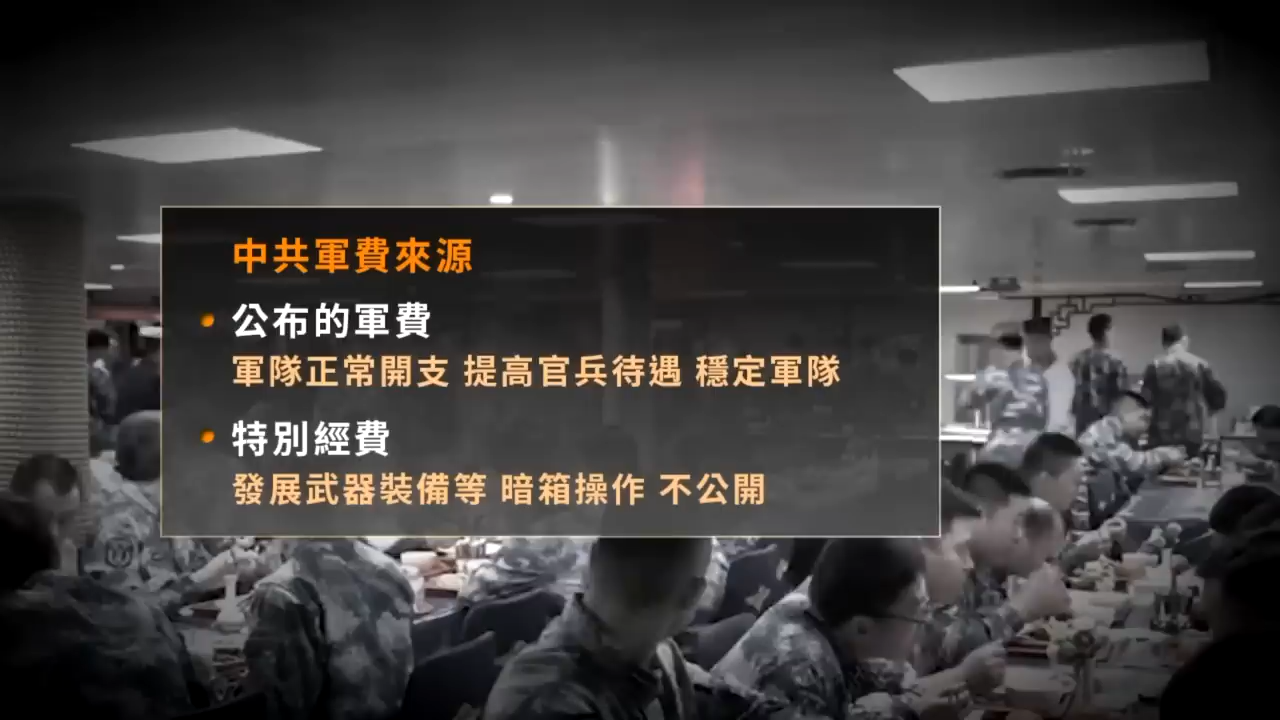 中共軍費來源
公布的軍費
軍隊正常開支 提高官兵待遇 穩定軍隊
特別經費
發展武器裝備等 暗箱操作 不公開